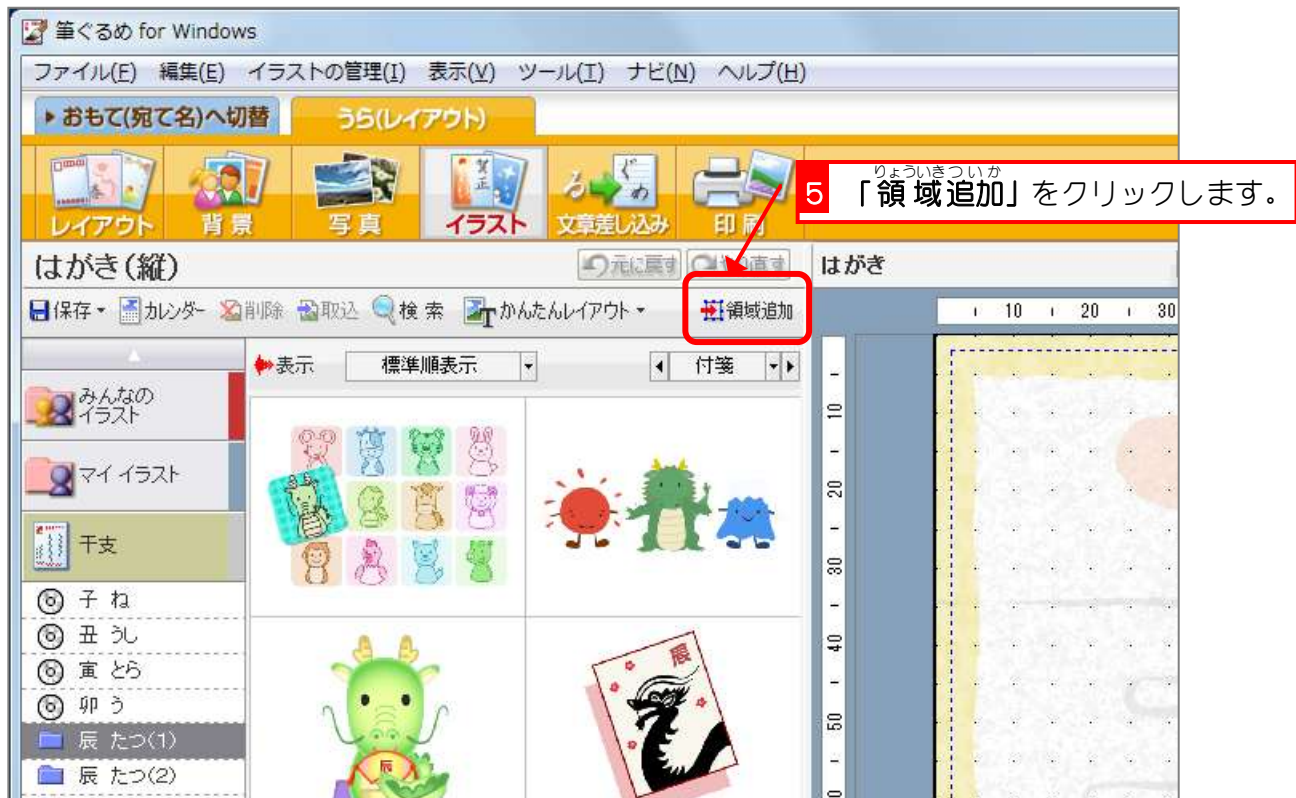 筆ぐるめ for Windows
ファイル(F) 編集(E) イラストの管理(I) 表示(V) ツール(T) ナビ(N) ヘルプ(H)
おもて(宛て名)へ切替 うら(レイアウト)
レイアウト 背景 写真 イラスト 文章差し込み 印刷
りょういきついか
5 「領域追加」をクリックします。
はがき(縦) 元に戻す
はがき
保存 カレンダー 削除 取込 検索 かんたんレイアウト 領域追加
10 20 30
表示 標準順表示 付箋
みんなの
イラスト
マイ イラスト
干支
子 ね
丑 うし
寅 とら
卯 う
辰 たつ(1)
辰 たつ(2)
賀正
辰
辰
10
20
30
40
50